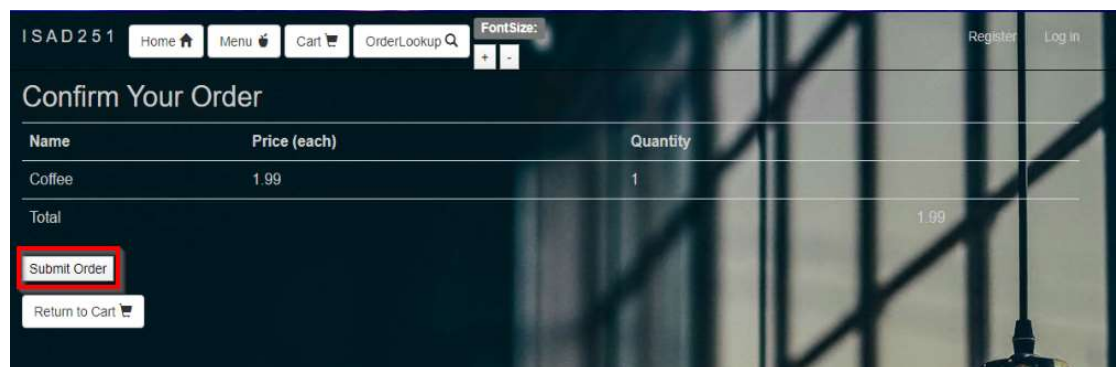 ISAD251 Home Menu Cart OrderLookup FontSize: Register Log in
+ -
Confirm Your Order
Name Price (each) Quantity
Coffee 1.99 1
Total 1.99
Submit Order
Return to Cart